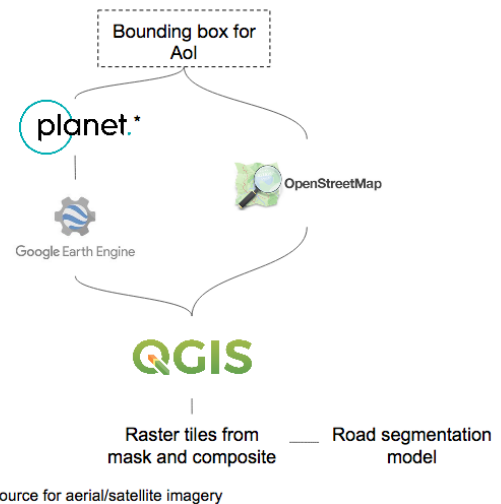 Bounding box for
AoI
planet.*
OpenStreetMap
Google Earth Engine
QGIS
Raster tiles from
mask and composite
Road segmentation
model
ource for aerial/satellite imagery